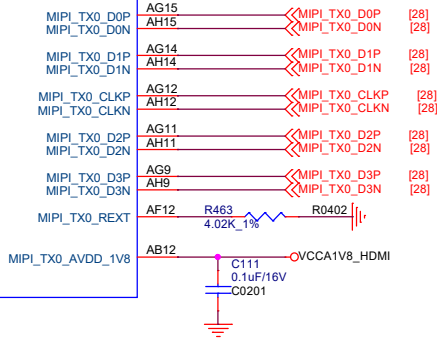 MIPI_TX0_D0P AG15 MIPI_TX0_D0P [28]
MIPI_TX0_D0N AH15 MIPI_TX0_D0N [28]
MIPI_TX0_D1P AG14 MIPI_TX0_D1P [28]
MIPI_TX0_D1N AH14 MIPI_TX0_D1N [28]
MIPI_TX0_CLKP AG12 MIPI_TX0_CLKP [28]
MIPI_TX0_CLKN AH12 MIPI_TX0_CLKN [28]
MIPI_TX0_D2P AG11 MIPI_TX0_D2P [28]
MIPI_TX0_D2N AH11 MIPI_TX0_D2N [28]
MIPI_TX0_D3P AG9 MIPI_TX0_D3P [28]
MIPI_TX0_D3N AH9 MIPI_TX0_D3N [28]
MIPI_TX0_REXT AF12 R463 R0402
4.02K_1%
MIPI_TX0_AVDD_1V8 AB12 VCCA1V8_HDMI
C111
0.1uF/16V
C0201